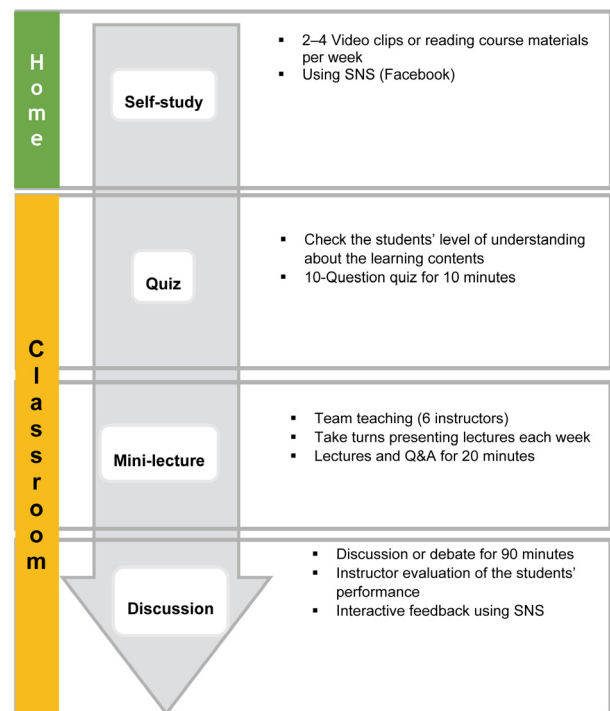 Home
Self-study
▪ 2–4 Video clips or reading course materials
per week
▪ Using SNS (Facebook)
Classroom
Quiz
▪ Check the students’ level of understanding
about the learning contents
▪ 10-Question quiz for 10 minutes
Mini-lecture
▪ Team teaching (6 instructors)
▪ Take turns presenting lectures each week
▪ Lectures and Q&A for 20 minutes
Discussion
▪ Discussion or debate for 90 minutes
▪ Instructor evaluation of the students’
performance
▪ Interactive feedback using SNS